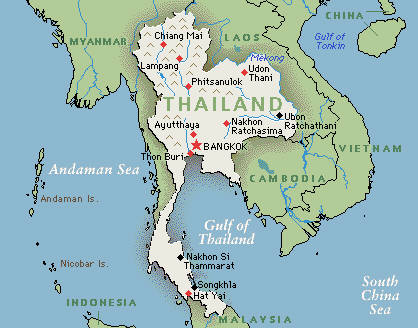 CHINA
MYANMAR
Chiang Mai
LAOS
Gulf of
Tonkin
Lampang
Mekong
Udon
Thani
Phitsanulok
THAILAND
Ayutthaya
Nakhon
Ratchasima
Ubon
Ratchathani
BANGKOK
Thon Buri
VIETNAM
Andaman Sea
CAMBODIA
Andaman Is.
Gulf of
Thailand
Nicobar Is.
Nakhon Si
Thammarat
Songkhla
Hat Yai
South
China
Sea
INDONESIA
MALAYSIA